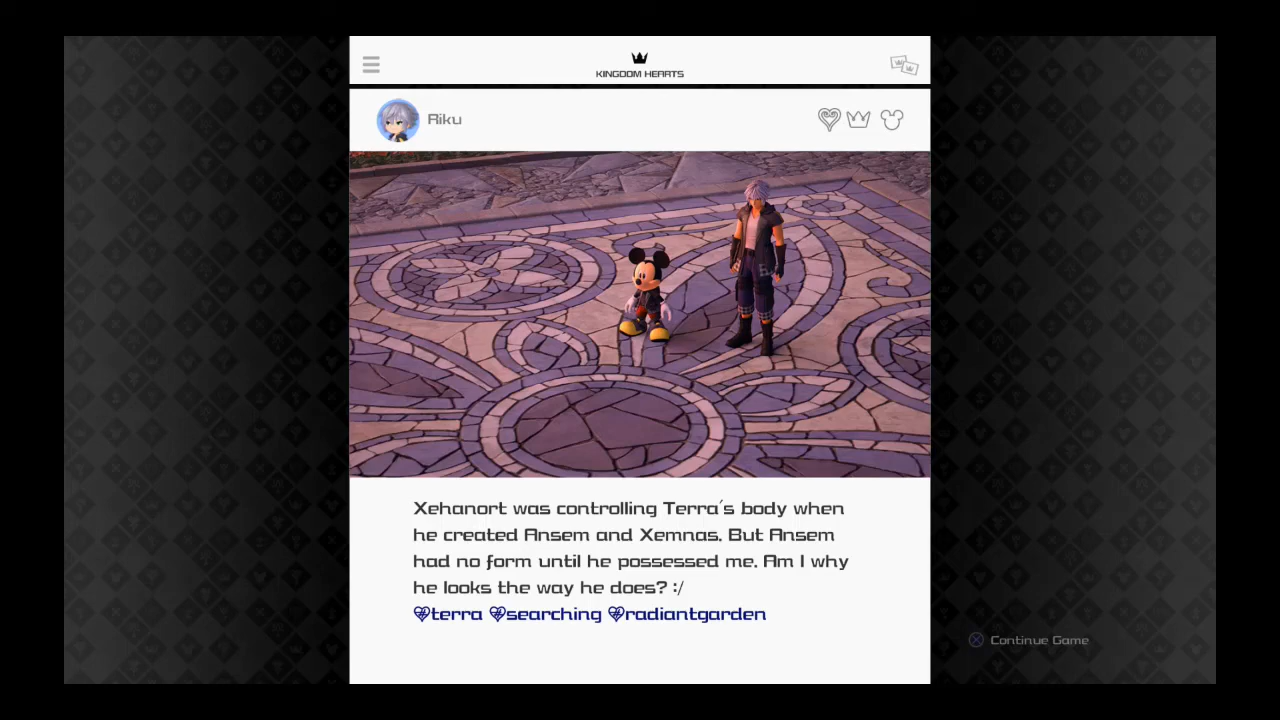 KINGDOM HEARTS
Riku
Xehanort was controlling Terra's body when
he created Ansem and Xemnas. But Ansem
had no form until he possessed me. Am I why
he looks the way he does? :/
#terra #searching #radiantgarden
Continue Game